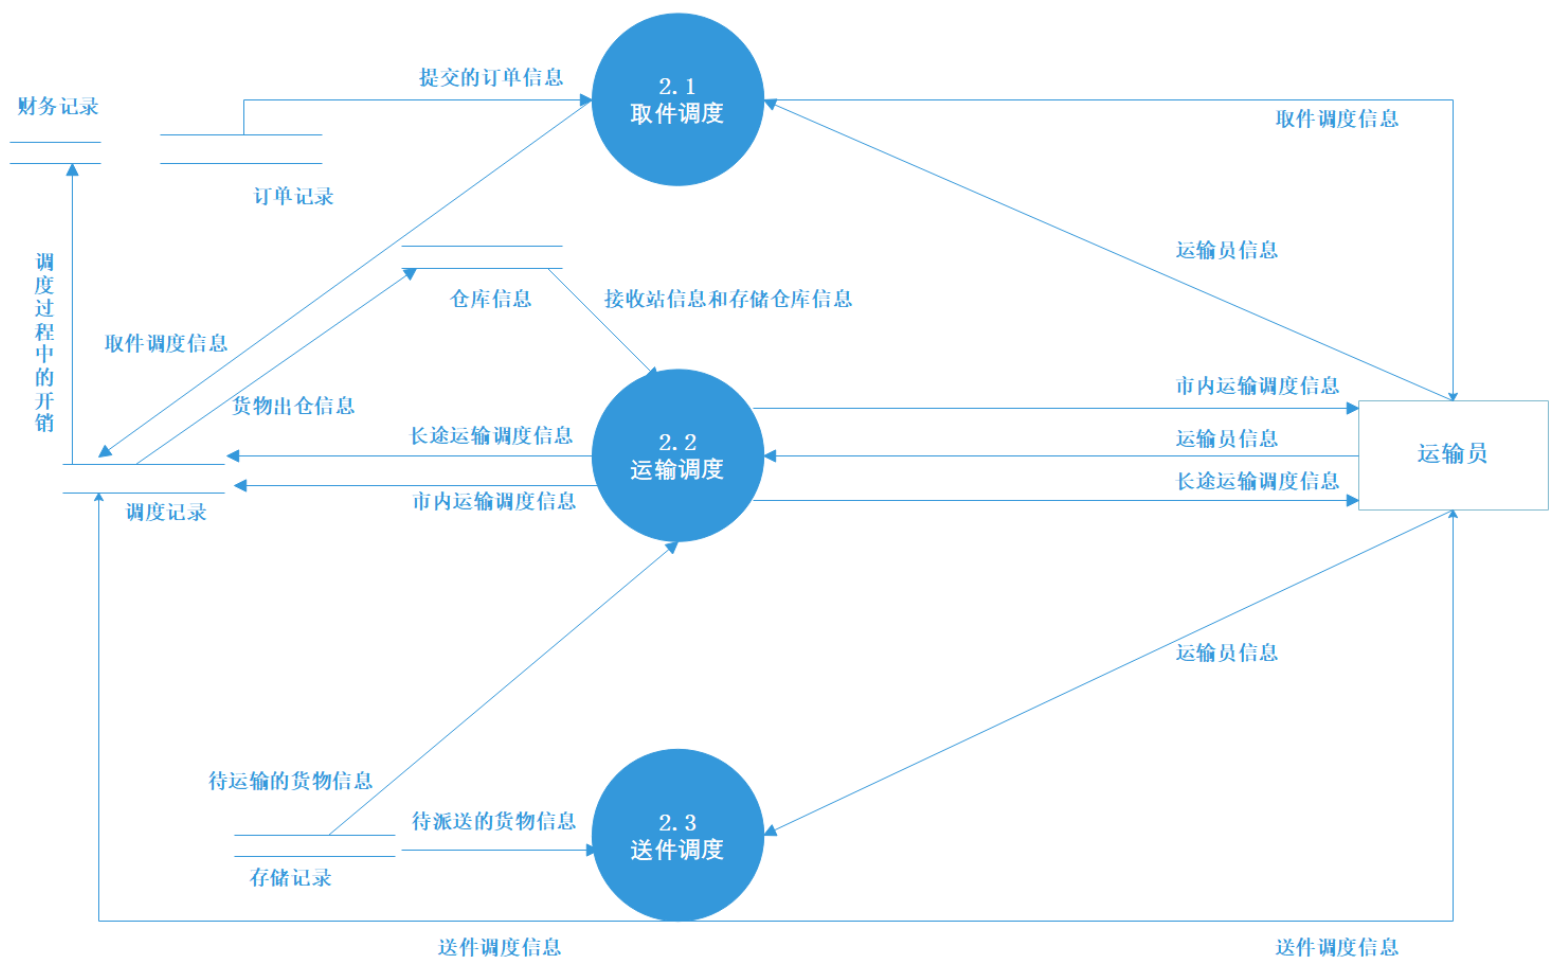 提交的订单信息
2.1
取件调度
财务记录
取件调度信息
订单记录
运输员信息
调度过程中的开销
仓库信息
接收站信息和存储仓库信息
取件调度信息
市内运输调度信息
货物出仓信息
长途运输调度信息
2.2
运输调度
运输员信息
运输员
长途运输调度信息
市内运输调度信息
调度记录
运输员信息
待运输的货物信息
待派送的货物信息
2.3
送件调度
存储记录
送件调度信息
送件调度信息